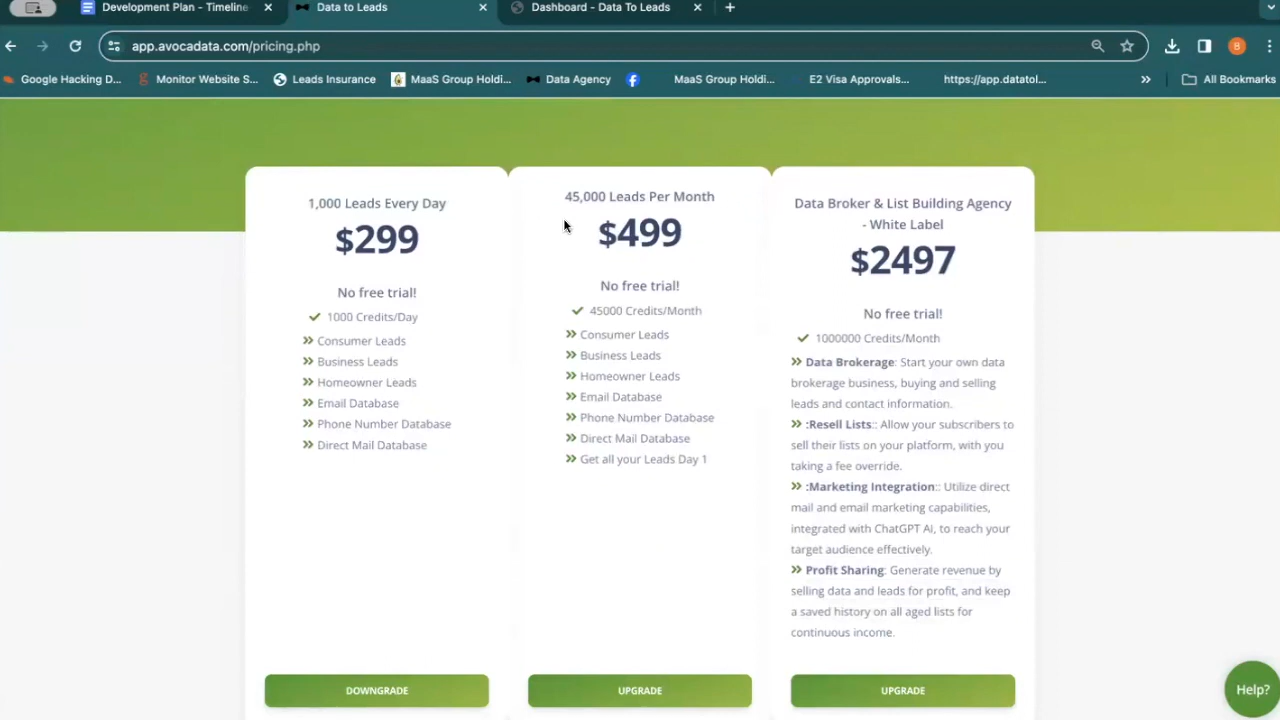 Development Plan - Timeline
Data to Leads
Dashboard - Data To Leads
app.avocadata.com/pricing.php
B
Google Hacking D...
Monitor Website S...
Leads Insurance
MaaS Group Holdi...
Data Agency
MaaS Group Holdi...
E2 Visa Approvals...
https://app.datatol...
All Bookmarks
1,000 Leads Every Day
$299
No free trial!
1000 Credits/Day
Consumer Leads
Business Leads
Homeowner Leads
Email Database
Phone Number Database
Direct Mail Database
DOWNGRADE
45,000 Leads Per Month
$499
No free trial!
45000 Credits/Month
Consumer Leads
Business Leads
Homeowner Leads
Email Database
Phone Number Database
Direct Mail Database
Get all your Leads Day 1
UPGRADE
Data Broker & List Building Agency
- White Label
$2497
No free trial!
1000000 Credits/Month
Data Brokerage: Start your own data
brokerage business, buying and selling
leads and contact information.
:Resell Lists:: Allow your subscribers to
sell their lists on your platform, with you
taking a fee override.
:Marketing Integration:: Utilize direct
mail and email marketing capabilities,
integrated with ChatGPT Ai, to reach your
target audience effectively.
Profit Sharing: Generate revenue by
selling data and leads for profit, and keep
a saved history on all aged lists for
continuous income.
UPGRADE
Help?